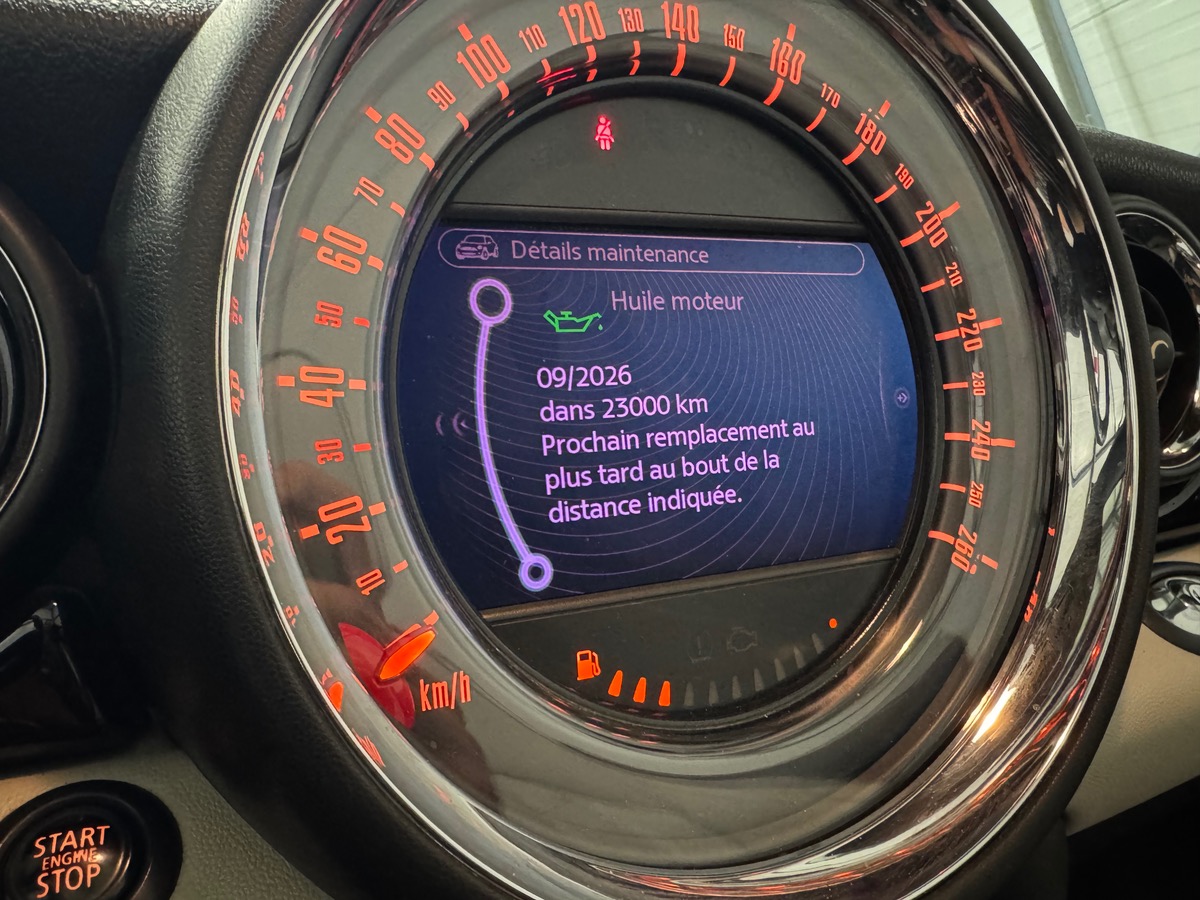 10
20
30
40
50
60
70
80
90
100
110
120
130
140
150
160
170
180
190
200
210
220
230
240
250
260
km/h
Détails maintenance
Huile moteur
09/2026
dans 23000 km
Prochain remplacement au
plus tard au bout de la
distance indiquée.
START
ENGINE
STOP